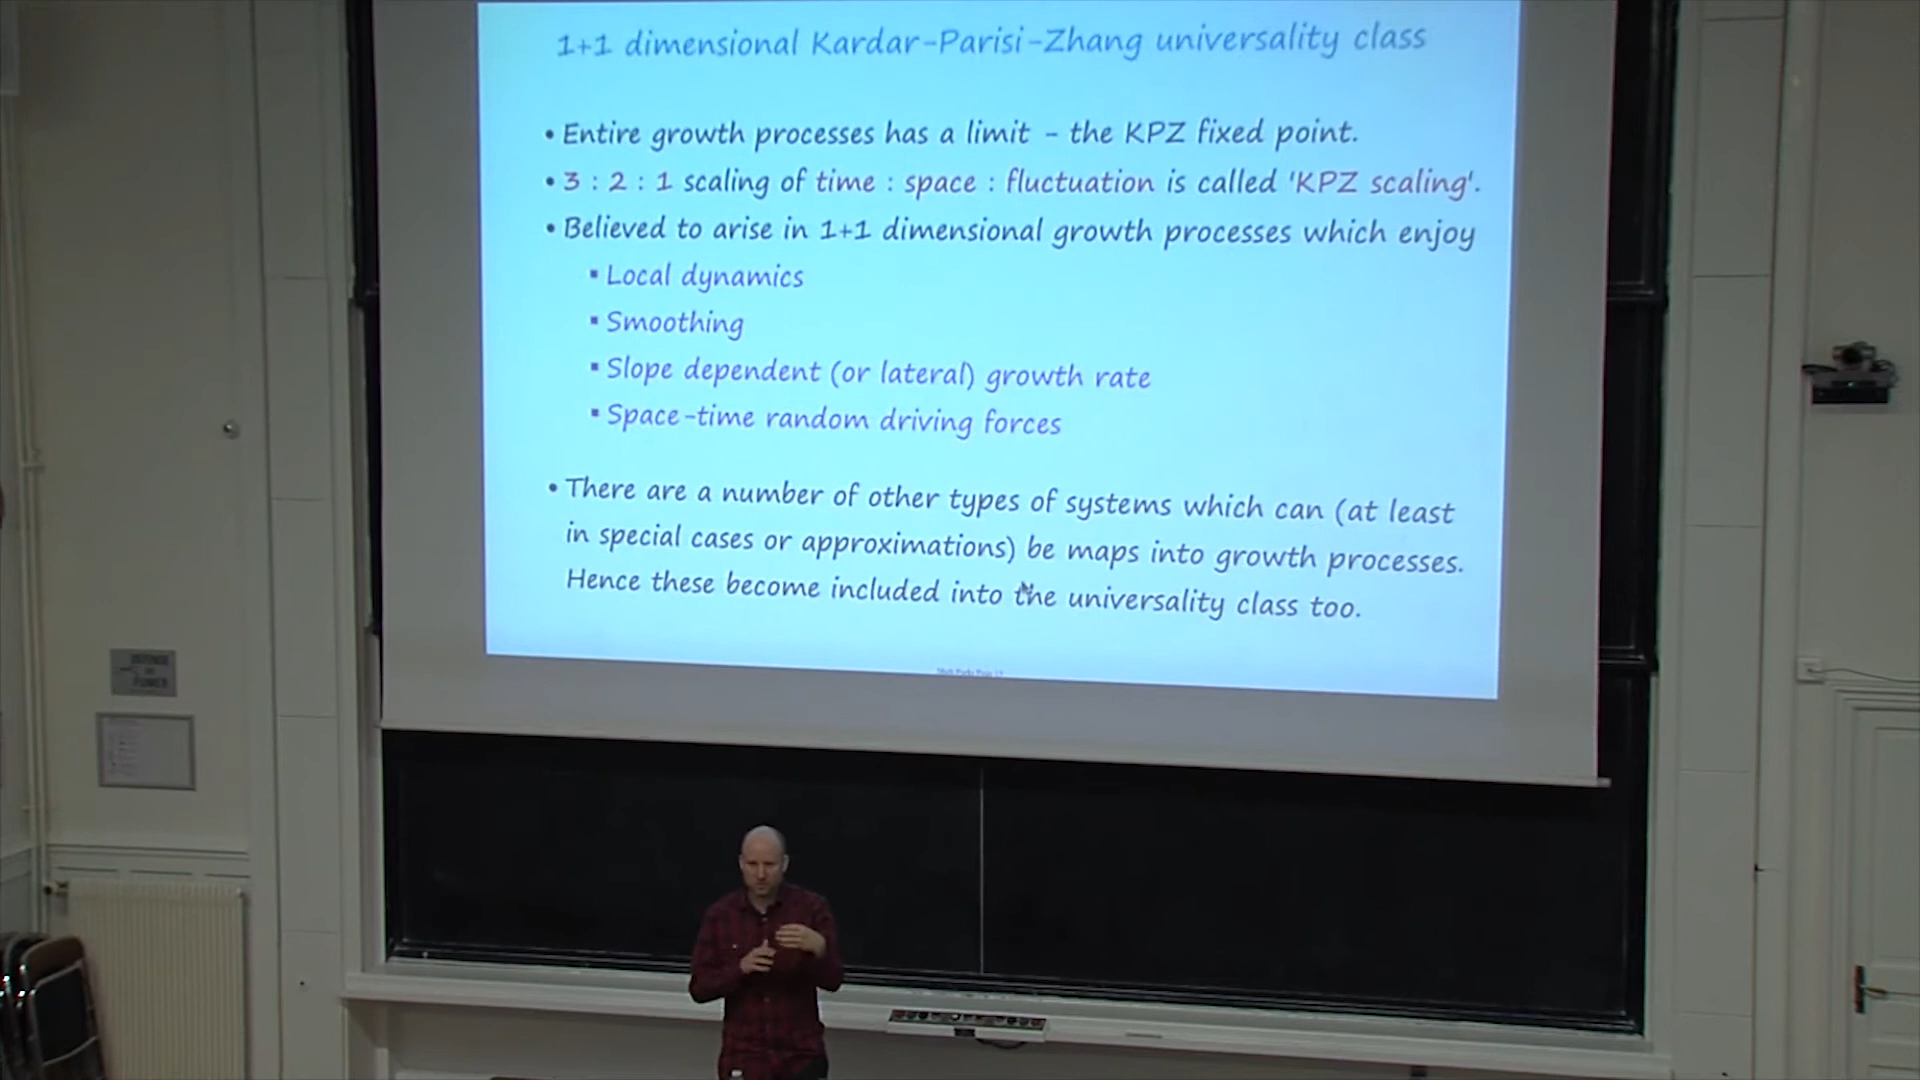 1+1 dimensional Kardar-Parisi-Zhang universality class
• Entire growth processes has a limit - the KPZ fixed point.
• 3 : 2 : 1 scaling of time : space : fluctuation is called 'KPZ scaling'.
• Believed to arise in 1+1 dimensional growth processes which enjoy
▪ Local dynamics
▪ Smoothing
▪ Slope dependent (or lateral) growth rate
▪ Space-time random driving forces
• There are a number of other types of systems which can (at least
in special cases or approximations) be maps into growth processes.
Hence these become included into the universality class too.
DEFENSE
DE
FUMER